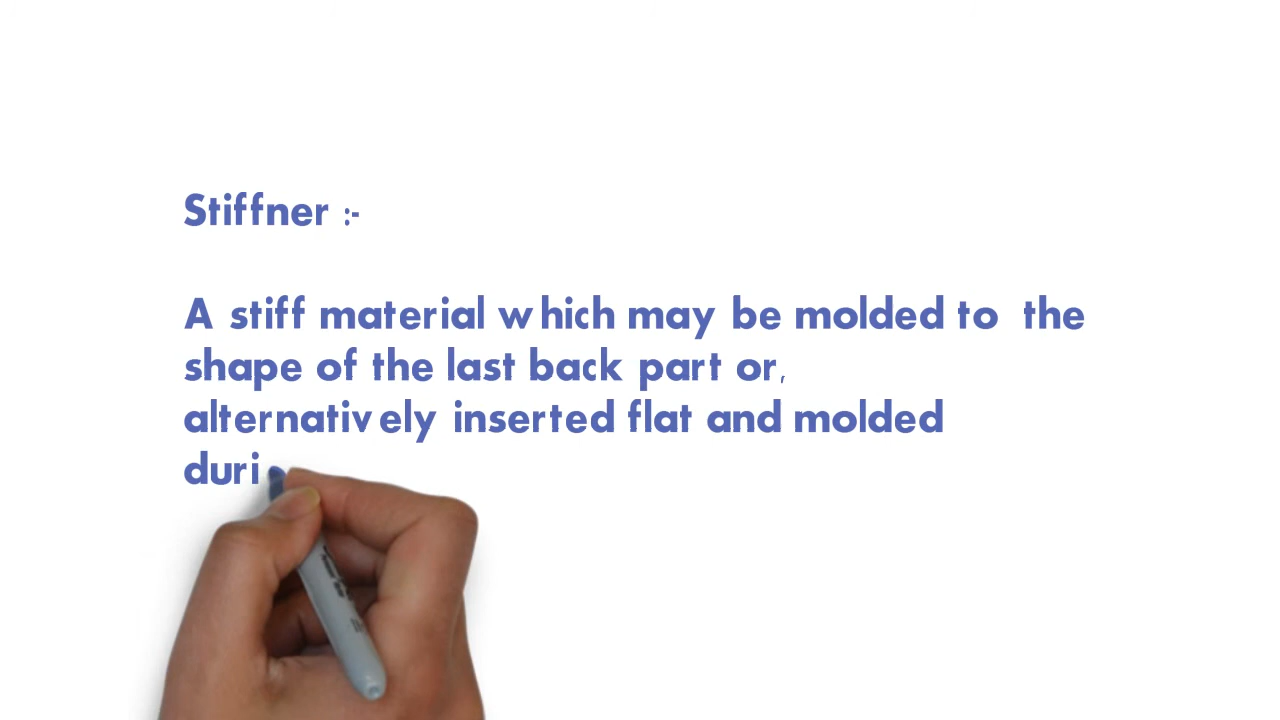 Stiffner :-
A stiff material which may be molded to the
shape of the last back part or,
alternatively inserted flat and molded
duri